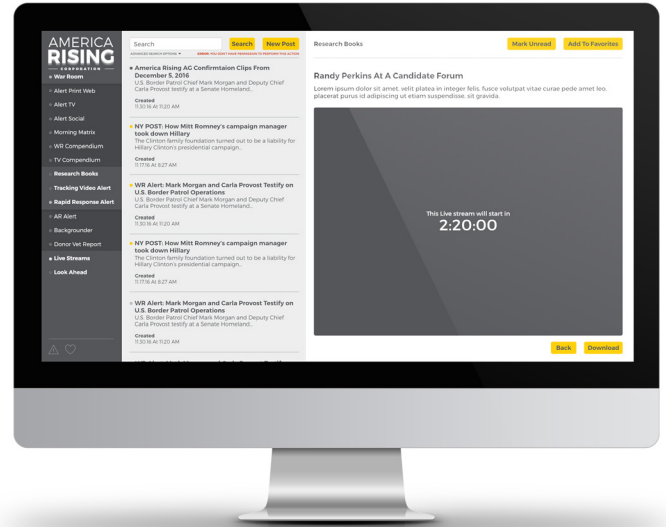 AMERICA
RISING
CORPORATION
War Room
Alert Print Web
Alert TV
Alert Social
Morning Matrix
WR Compendium
TV Compendium
Research Books
Tracking Video Alert
Rapid Response Alert
AR Alert
Backgrounder
Donor Vet Report
Live Streams
Look Ahead
Search
Search
New Post
ENHANCED SEARCH OPTIONS
ERROR: YOU DON'T HAVE PERMISSION TO PERFORM THIS ACTION
America Rising AG Confirmtaion Clips From
December 5, 2016
U.S. Border Patrol Chief Mark Morgan and Deputy Chief
Carla Provost testify at a Senate Homeland...
Created
11.30.16 At 11:20 AM
NY POST: How Mitt Romney's campaign manager
took down Hillary
The Clinton family foundation turned out to be a liability for
Hillary Clinton's presidential campaign...
Created
11.17.16 At 8:27 AM
WR Alert: Mark Morgan and Carla Provost Testify on
U.S. Border Patrol Operations
U.S. Border Patrol Chief Mark Morgan and Deputy Chief
Carla Provost testify at a Senate Homeland...
Created
11.30.16 At 11:20 AM
NY POST: How Mitt Romney's campaign manager
took down Hillary
The Clinton family foundation turned out to be a liability for
Hillary Clinton's presidential campaign...
Created
11.17.16 At 8:27 AM
WR Alert: Mark Morgan and Carla Provost Testify on
U.S. Border Patrol Operations
U.S. Border Patrol Chief Mark Morgan and Deputy Chief
Carla Provost testify at a Senate Homeland...
Created
11.30.16 At 11:20 AM
Research Books
Mark Unread
Add To Favorites
Randy Perkins At A Candidate Forum
Lorem ipsum dolor sit amet, velit platea in integer felis, fusce volutpat vitae curae pede amet leo,
placerat purus id adipiscing ut etiam suspendisse, sit gravida.
This Live stream will start in
2:20:00
Back
Download